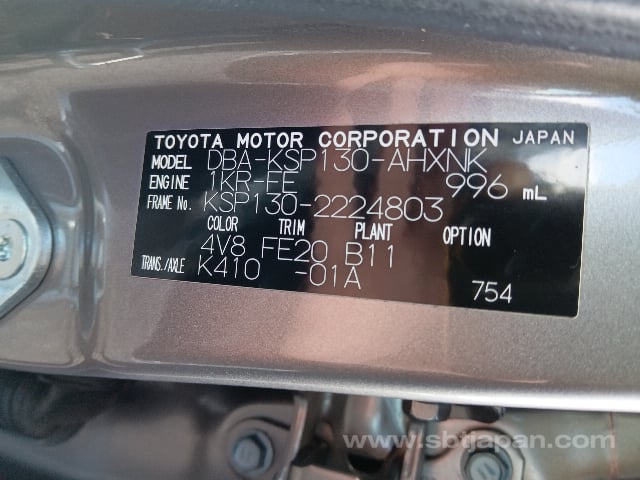 TOYOTA MOTOR CORPORATION JAPAN
MODEL DBA-KSP130-AHXNK
ENGINE 1KR-FE 996 mL
FRAME No. KSP130-2224803
COLOR TRIM PLANT OPTION
4V8 FE20 B11
TRANS./AXLE K410 -01A
754
www.sbtjapan.com